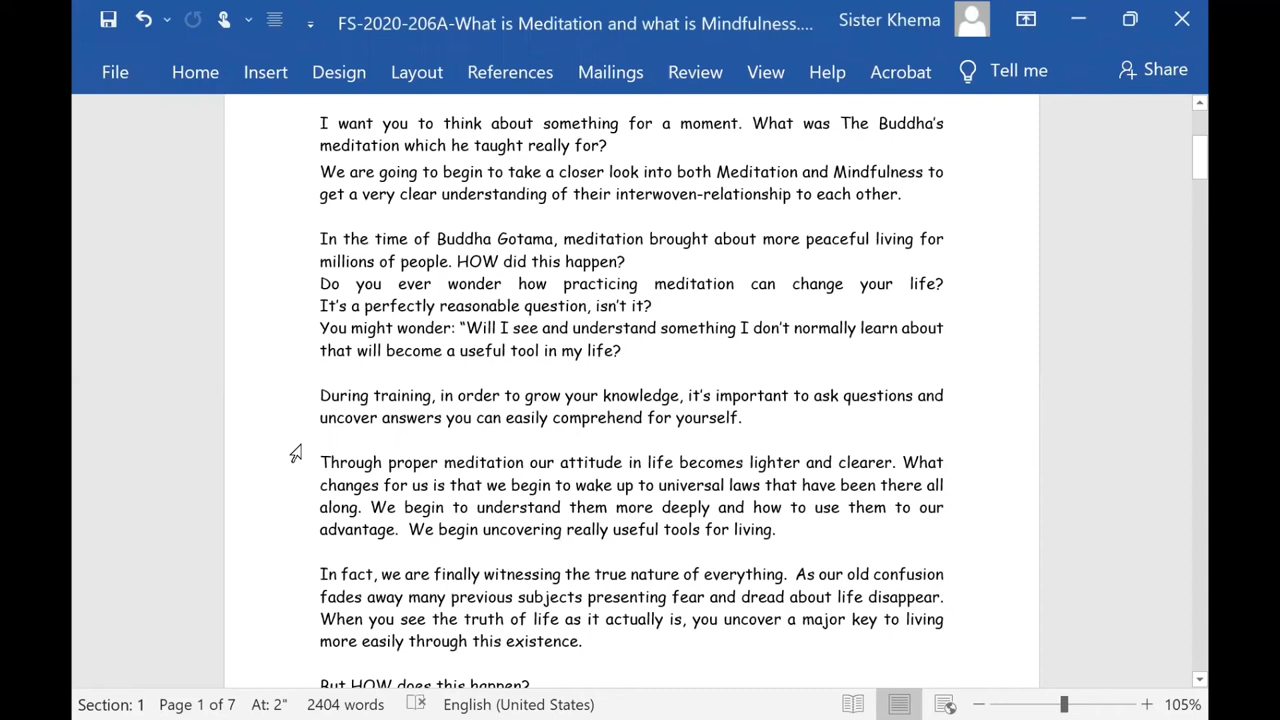 FS-2020-206A-What is Meditation and what is Mindfulness....
Sister Khema
File Home Insert Design Layout References Mailings Review View Help Acrobat Tell me Share
I want you to think about something for a moment. What was The Buddha's
meditation which he taught really for?
We are going to begin to take a closer look into both Meditation and Mindfulness to
get a very clear understanding of their interwoven-relationship to each other.
In the time of Buddha Gotama, meditation brought about more peaceful living for
millions of people. HOW did this happen?
Do you ever wonder how practicing meditation can change your life?
It's a perfectly reasonable question, isn't it?
You might wonder: “Will I see and understand something I don't normally learn about
that will become a useful tool in my life?
During training, in order to grow your knowledge, it's important to ask questions and
uncover answers you can easily comprehend for yourself.
Through proper meditation our attitude in life becomes lighter and clearer. What
changes for us is that we begin to wake up to universal laws that have been there all
along. We begin to understand them more deeply and how to use them to our
advantage. We begin uncovering really useful tools for living.
In fact, we are finally witnessing the true nature of everything. As our old confusion
fades away many previous subjects presenting fear and dread about life disappear.
When you see the truth of life as it actually is, you uncover a major key to living
more easily through this existence.
But HOW does this happen?
Section: 1 Page 1 of 7 At: 2" 2404 words English (United States) 105%